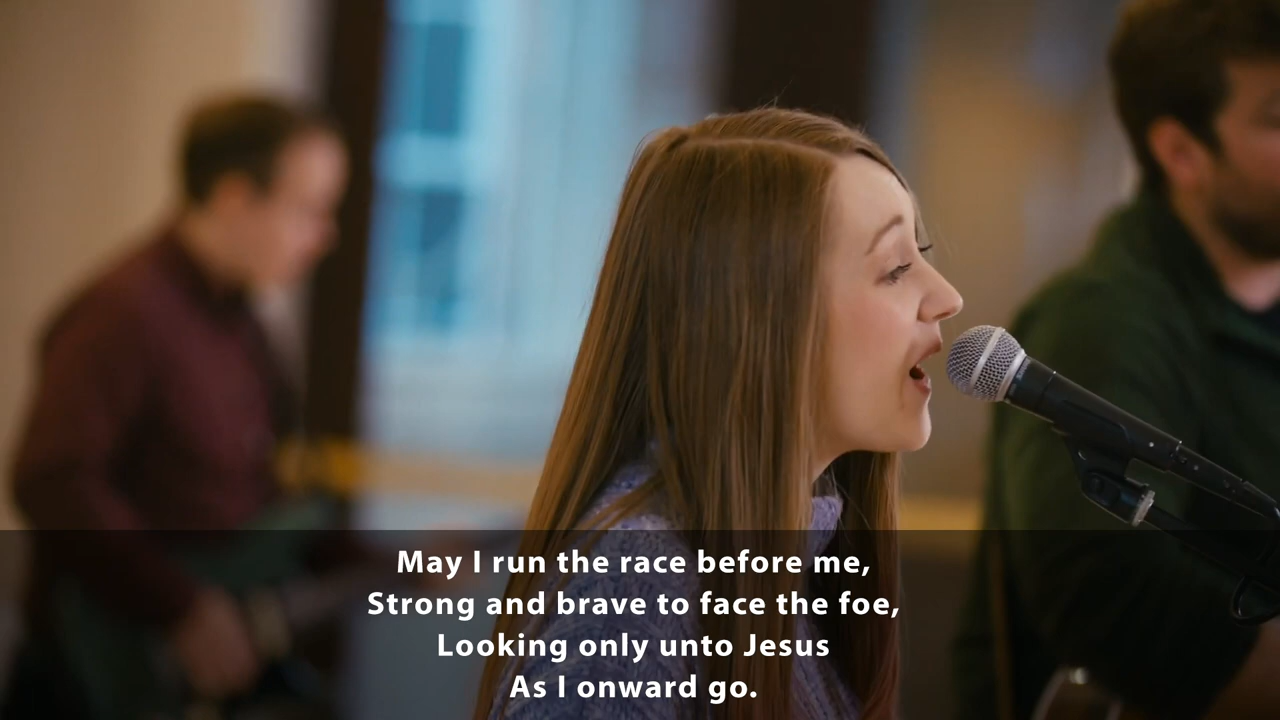 May I run the race before me,
Strong and brave to face the foe,
Looking only unto Jesus
As I onward go.